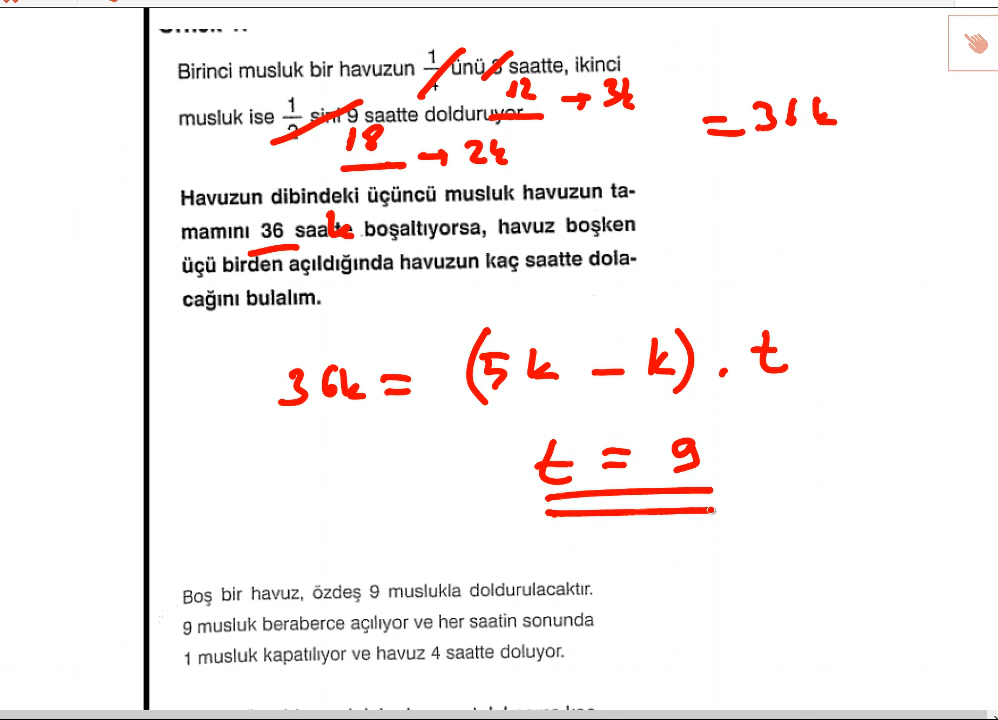 Birinci musluk bir havuzun 1/4 ünü 3 saatte, ikinci
12 → 3k
musluk ise 1/2 sini 9 saatte dolduruyor.
= 36k
18 → 2k
Havuzun dibindeki üçüncü musluk havuzun ta-
mamını 36 saatte boşaltıyorsa, havuz boşken
k
üçü birden açıldığında havuzun kaç saatte dola-
cağını bulalım.
36k = (5k - k) . t
t = 9
Boş bir havuz, özdeş 9 muslukla doldurulacaktır.
9 musluk beraberce açılıyor ve her saatin sonunda
1 musluk kapatılıyor ve havuz 4 saatte doluyor.